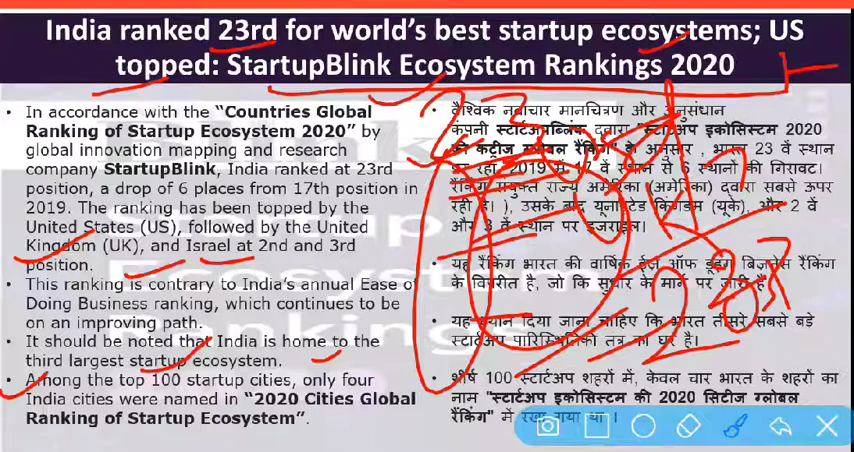 India ranked 23rd for world's best startup ecosystems; US
topped: StartupBlink Ecosystem Rankings 2020
• In accordance with the "Countries Global
Ranking of Startup Ecosystem 2020" by
global innovation mapping and research
company StartupBlink, India ranked at 23rd
position, a drop of 6 places from 17th position in
2019. The ranking has been topped by the
United States (US), followed by the United
Kingdom (UK), and Israel at 2nd and 3rd
position.
• This ranking is contrary to India's annual Ease of
Doing Business ranking, which continues to be
on an improving path.
• It should be noted that India is home to the
third largest startup ecosystem.
• Among the top 100 startup cities, only four
India cities were named in "2020 Cities Global
Ranking of Startup Ecosystem".
• वैश्विक नवाचार मानचित्रण और अनुसंधान
कंपनी स्टार्टअपब्लिंक द्वारा "स्टार्टअप इकोसिस्टम 2020
की कंट्रीज ग्लोबल रैंकिंग" के अनुसार, भारत 23 वें स्थान
पर रहा, 2019 में 17 वें स्थान से 6 स्थानों की गिरावट।
रैंकिंग संयुक्त राज्य अमेरिका (अमेरिका) द्वारा सबसे ऊपर
रही है। ), उसके बाद यूनाइटेड किंगडम (यूके), और 2 वें
और 3 वें स्थान पर इजराइल।
• यह रैंकिंग भारत की वार्षिक ईज़ ऑफ डूइंग बिज़नेस रैंकिंग
के विपरीत है, जो कि सुधार के मार्ग पर जारी है।
• यह ध्यान दिया जाना चाहिए कि भारत तीसरे सबसे बड़े
स्टार्टअप पारिस्थितिकी तंत्र का घर है।
• शीर्ष 100 स्टार्टअप शहरों में, केवल चार भारत के शहरों का
नाम "स्टार्टअप इकोसिस्टम की 2020 सिटीज ग्लोबल
रैंकिंग" में रखा गया था ।